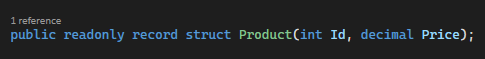 1 reference
public readonly record struct Product(int Id, decimal Price);